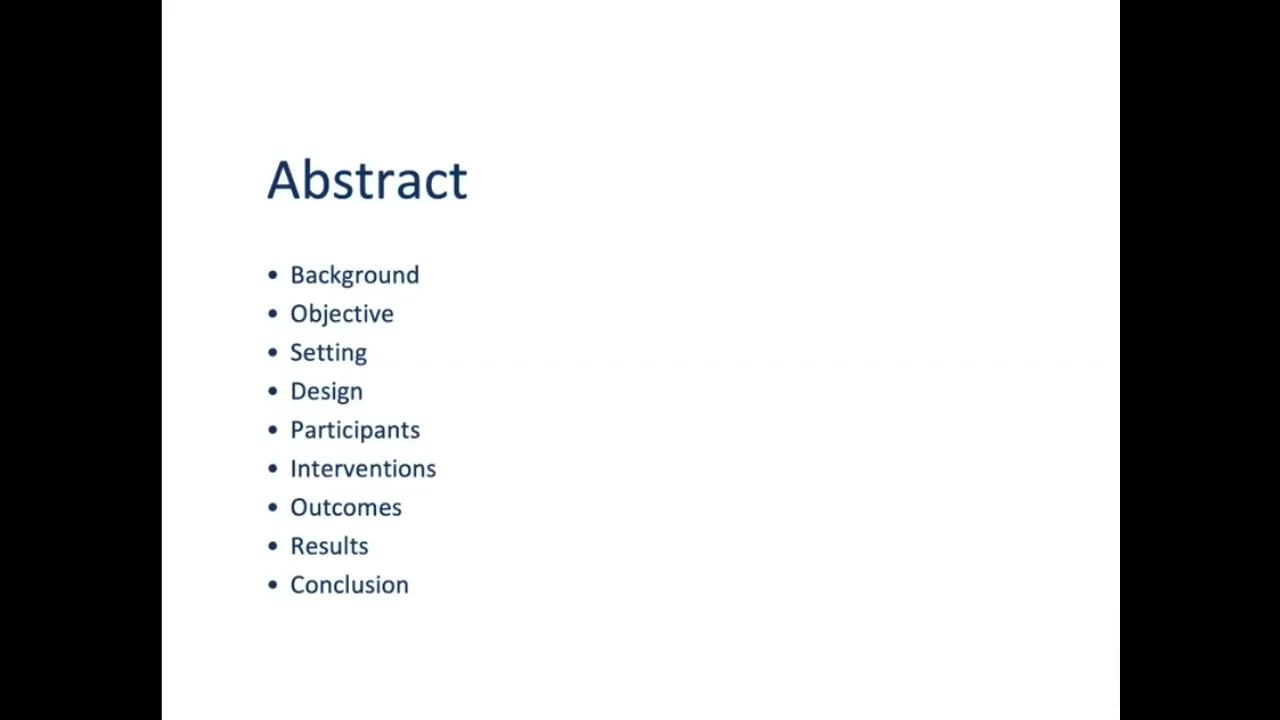 Abstract
• Background
• Objective
• Setting
• Design
• Participants
• Interventions
• Outcomes
• Results
• Conclusion